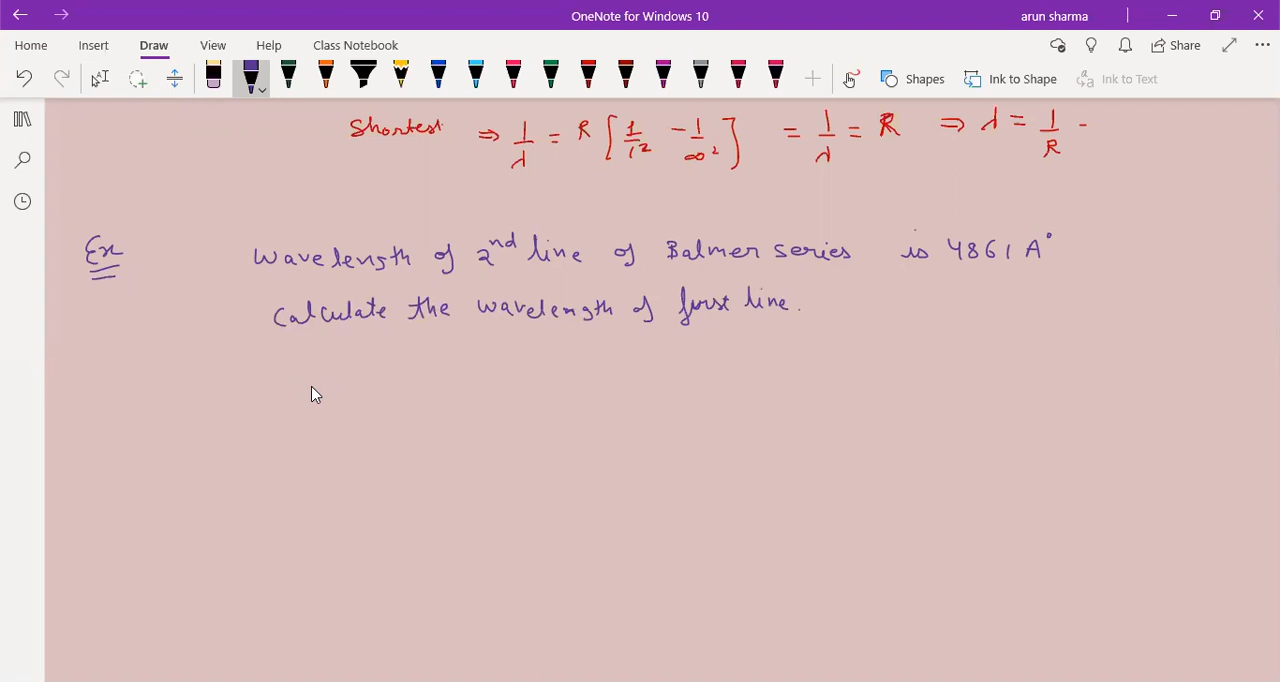 OneNote for Windows 10
arun sharma
Home Insert Draw View Help Class Notebook Share
Shapes Ink to Shape Ink to Text
Shortest ⇒ 1/λ = R [1/1² - 1/∞²] = 1/λ = R ⇒ λ = 1/R -
Ex Wavelength of 2nd line of Balmer series is 4861 A°
Calculate the wavelength of first line.